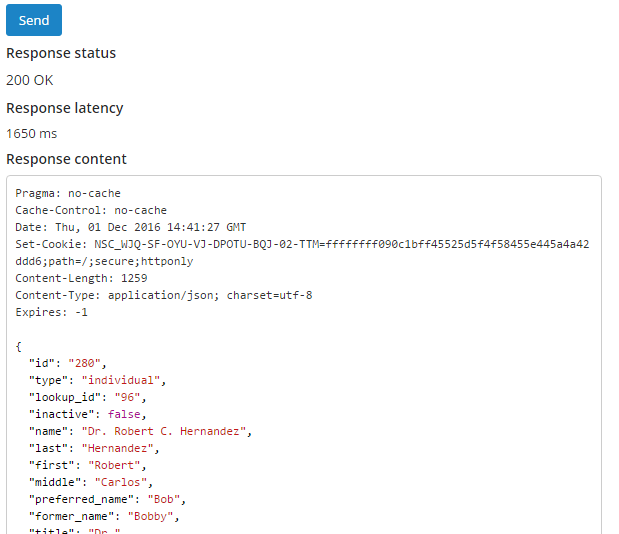 Send
Response status
200 OK
Response latency
1650 ms
Response content
Pragma: no-cache
Cache-Control: no-cache
Date: Thu, 01 Dec 2016 14:41:27 GMT
Set-Cookie: NSC_WJQ-SF-OYU-VJ-DPOTU-BQJ-02-TTM=ffffffff090c1bff45525d5f4f58455e445a4a42
ddd6;path=/;secure;httponly
Content-Length: 1259
Content-Type: application/json; charset=utf-8
Expires: -1
{
"id": "280",
"type": "individual",
"lookup_id": "96",
"inactive": false,
"name": "Dr. Robert C. Hernandez",
"last": "Hernandez",
"first": "Robert",
"middle": "Carlos",
"preferred_name": "Bob",
"former_name": "Bobby",
"title": "Dr."